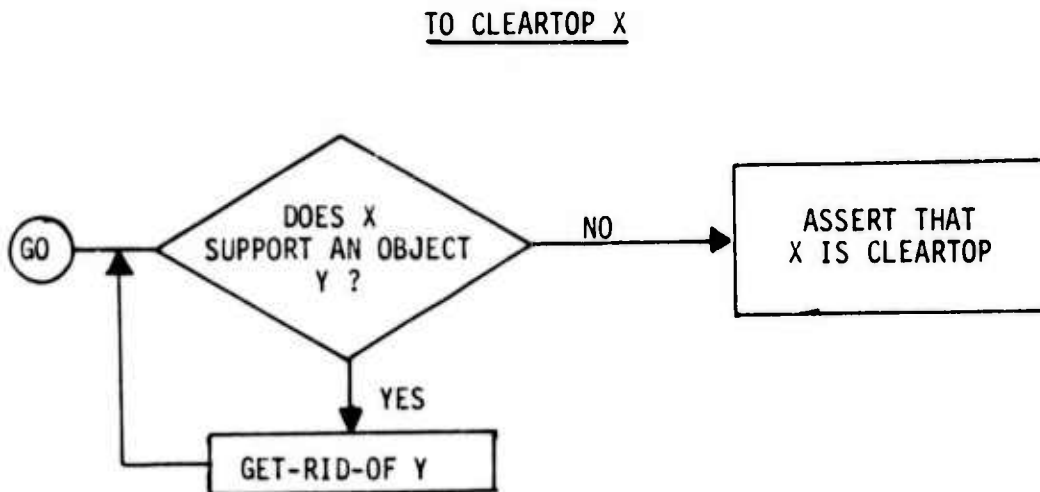 TO CLEARTOP X
GO
DOES X
SUPPORT AN OBJECT
Y ?
NO
ASSERT THAT
X IS CLEARTOP
YES
GET-RID-OF Y